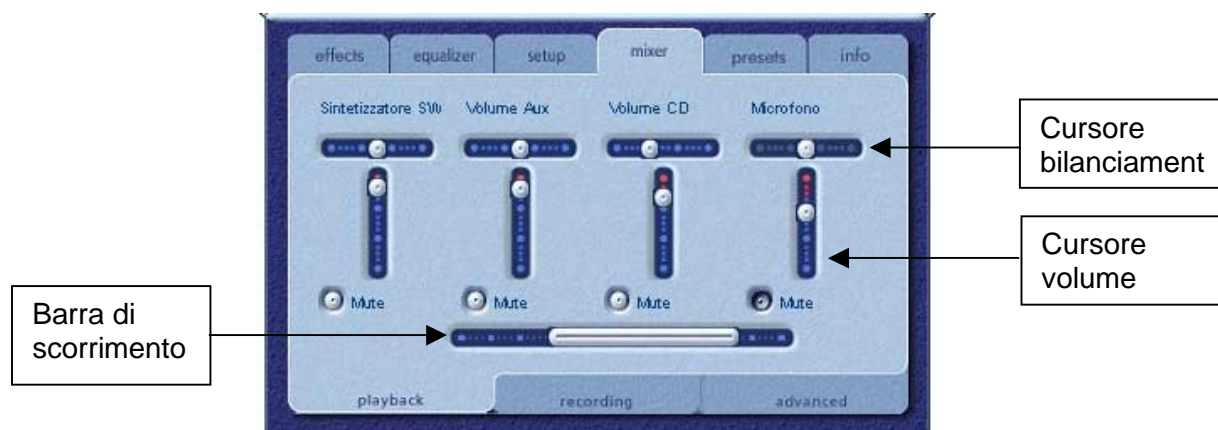 effects equalizer setup mixer presets info
Sintetizzatore SW Volume Aux Volume CD Microfono
Cursore
bilanciament
Cursore
volume
Mute Mute Mute Mute
Barra di
scorrimento
playback recording advanced